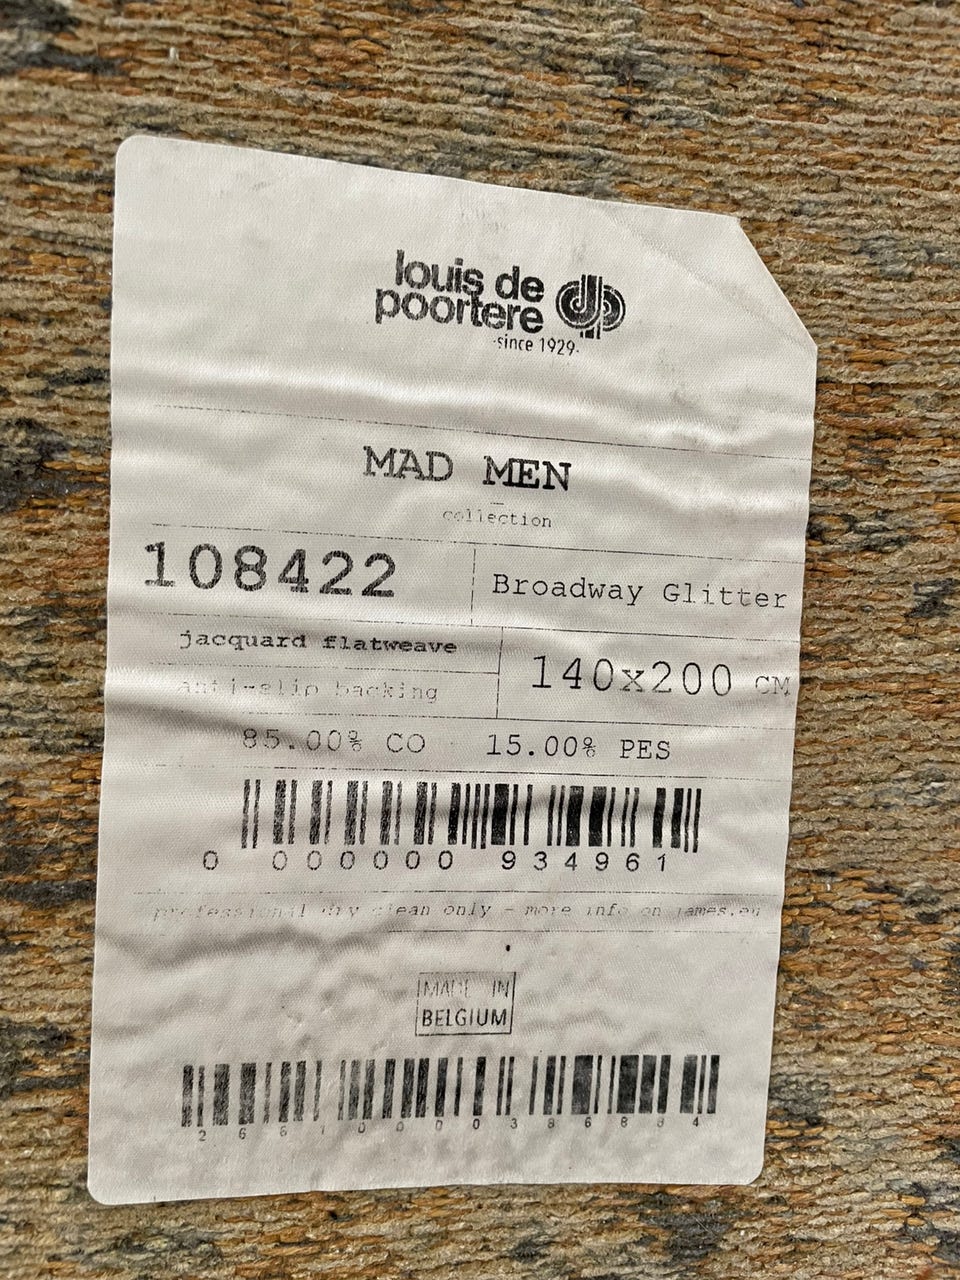 louis de
poortere
-since 1929-
MAD MEN
collection
108422
Broadway Glitter
jacquard flatweave
anti-slip backing
140x200 CM
85.00% CO 15.00% PES
0 000000 934961
professional dry clean only - more info on james.eu
MADE IN
BELGIUM